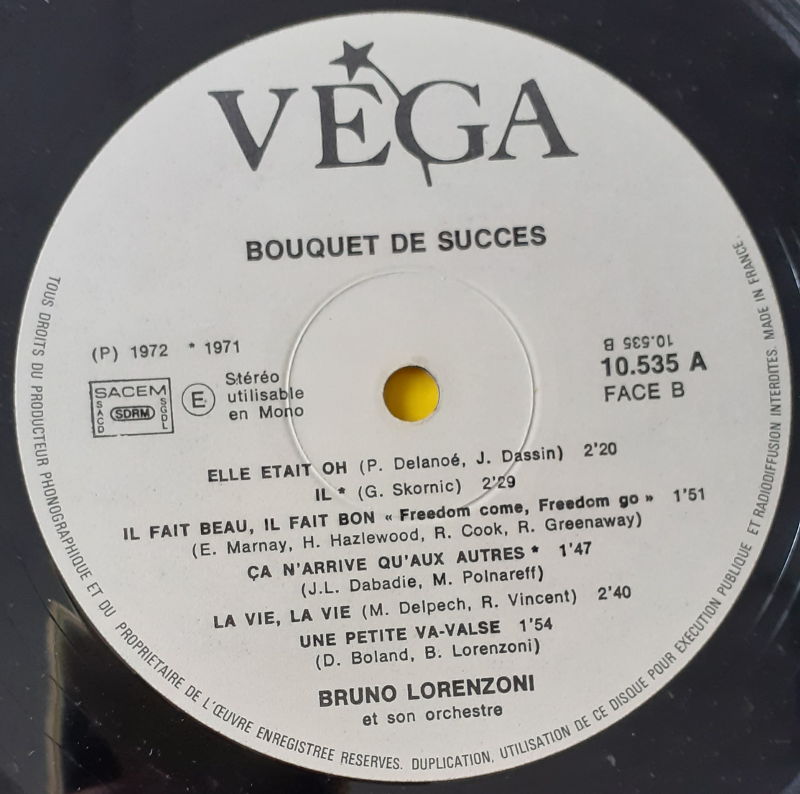 VEGA
BOUQUET DE SUCCES
(P) 1972 * 1971
SACEM
SACD
SDRM
SGDL
E
Stéréo
utilisable
en Mono
10.535 B
10.535 A
FACE B
ELLE ETAIT OH (P. Delanoé, J. Dassin) 2'20
IL * (G. Skornic) 2'29
IL FAIT BEAU, IL FAIT BON « Freedom come, Freedom go » 1'51
(E. Marnay, H. Hazlewood, R. Cook, R. Greenaway)
ÇA N'ARRIVE QU'AUX AUTRES * 1'47
(J.L. Dabadie, M. Polnareff)
LA VIE, LA VIE (M. Delpech, R. Vincent) 2'40
UNE PETITE VA-VALSE 1'54
(D. Boland, B. Lorenzoni)
BRUNO LORENZONI
et son orchestre
TOUS DROITS DU PRODUCTEUR PHONOGRAPHIQUE ET DU PROPRIETAIRE DE L'ŒUVRE ENREGISTREE RESERVES. DUPLICATION, UTILISATION DE CE DISQUE POUR EXECUTION PUBLIQUE ET RADIODIFFUSION INTERDITES. MADE IN FRANCE.